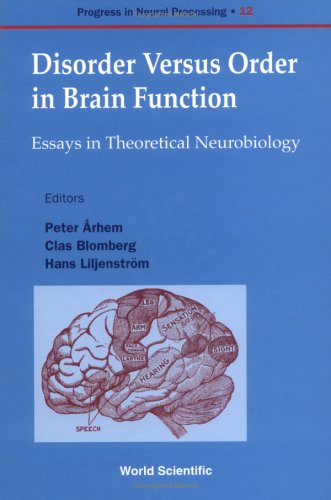 Progress in Neural Processing • 12
Disorder Versus Order
in Brain Function
Essays in Theoretical Neurobiology
Editors
Peter Århem
Clas Blomberg
Hans Liljenström
LEG
ARM
SENSATION
HEARING
SIGHT
SPEECH
World Scientific